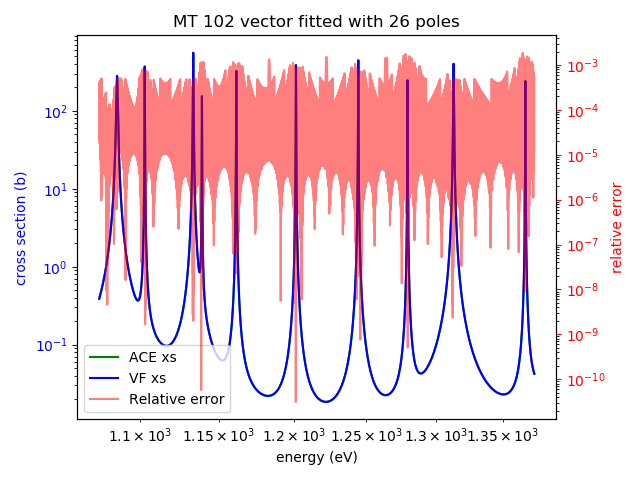 MT 102 vector fitted with 26 poles
cross section (b)
10²
10¹
10⁰
10⁻¹
10⁻³
10⁻⁴
10⁻⁵
10⁻⁶
10⁻⁷
10⁻⁸
10⁻⁹
10⁻¹⁰
relative error
ACE xs
VF xs
Relative error
1.1 × 10³ 1.15 × 10³ 1.2 × 10³ 1.25 × 10³ 1.3 × 10³ 1.35 × 10³
energy (eV)